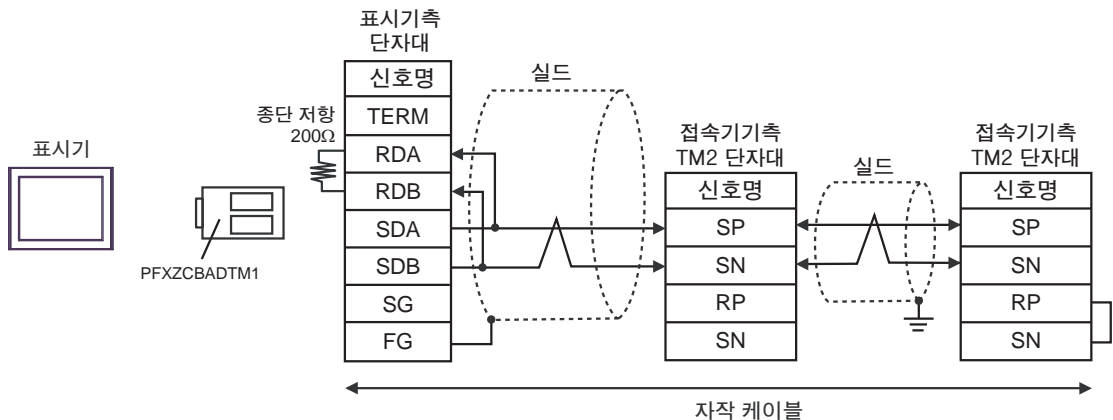 표시기
PFXZCBADTM1
종단 저항
200Ω
표시기측
단자대
신호명
TERM
RDA
RDB
SDA
SDB
SG
FG
실드
접속기기측
TM2 단자대
신호명
SP
SN
RP
SN
실드
접속기기측
TM2 단자대
신호명
SP
SN
RP
SN
자작 케이블